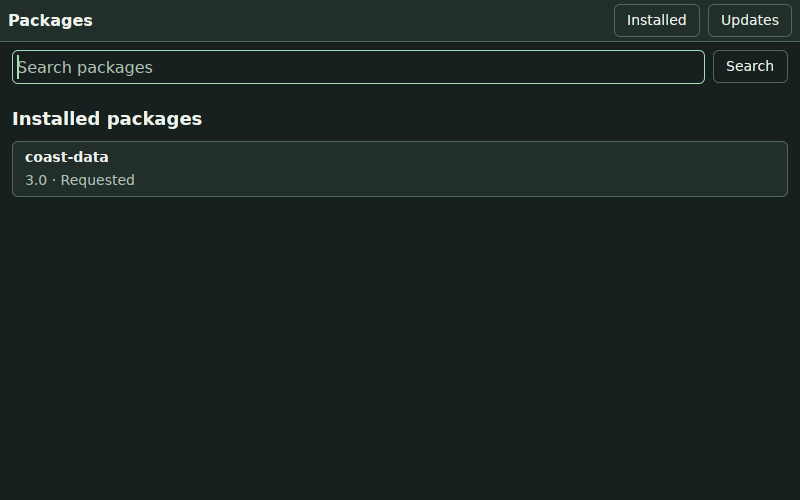 Packages
Installed
Updates
Search packages
Search
Installed packages
coast-data
3.0 · Requested